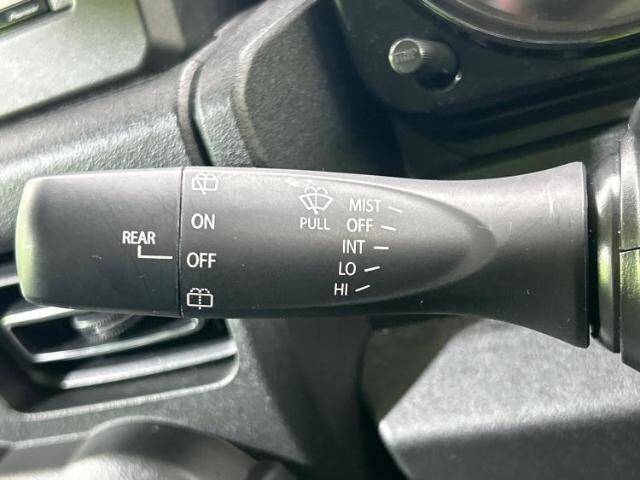 REAR
ON
OFF
PULL
MIST
OFF
INT
LO
HI